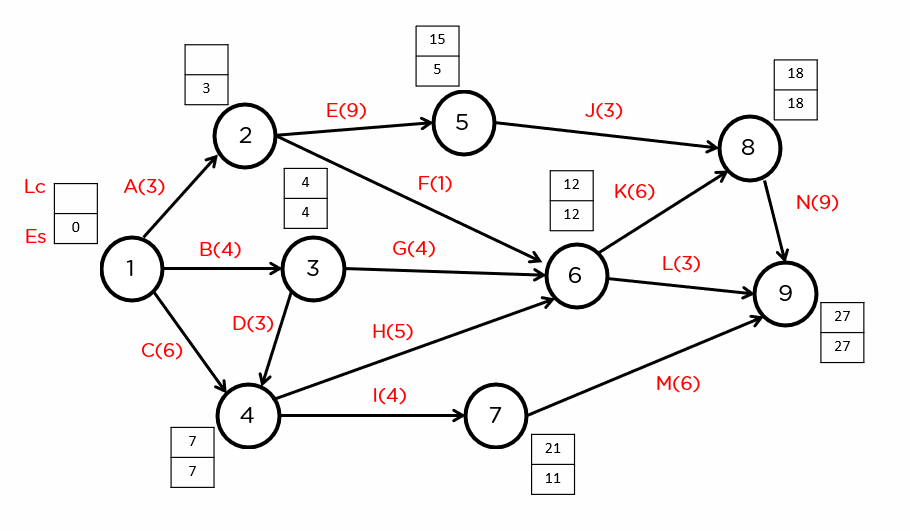 15
5
18
18
3
E(9)
5
J(3)
2
8
Lc
A(3)
4
4
F(1)
12
12
K(6)
N(9)
0
Es
B(4)
G(4)
L(3)
1
3
6
9
D(3)
H(5)
27
27
C(6)
I(4)
M(6)
4
7
7
7
21
11